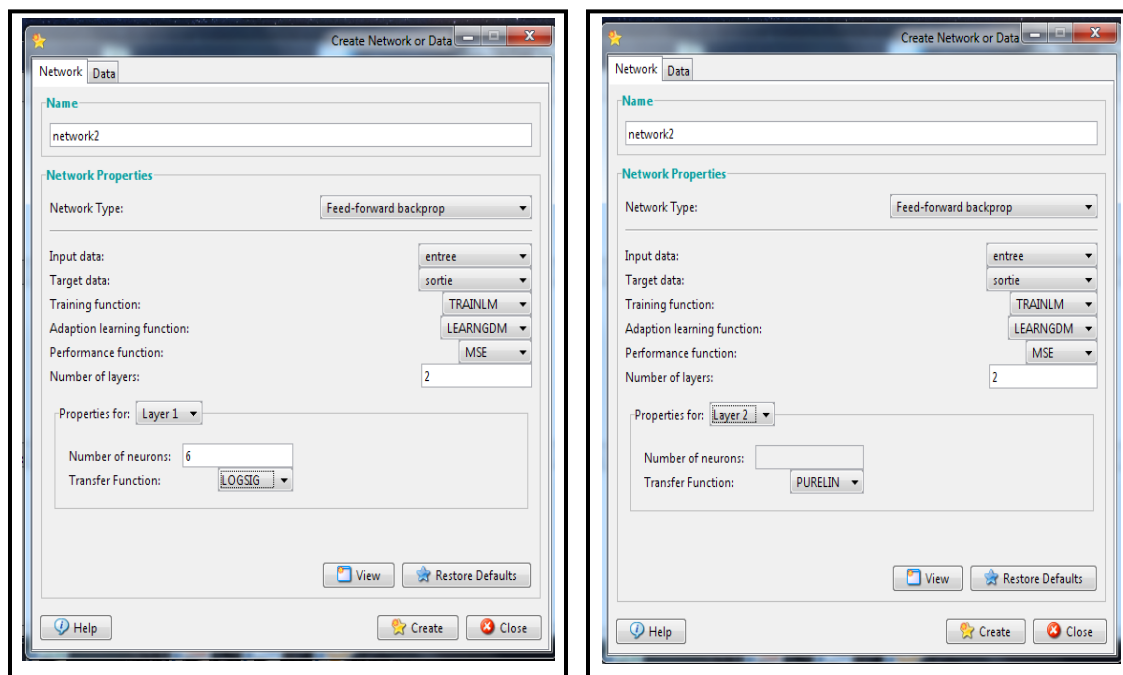 Create Network or Data
Network Data
Name
network2
Network Properties
Network Type: Feed-forward backprop
Input data: entree
Target data: sortie
Training function: TRAINLM
Adaption learning function: LEARNGDM
Performance function: MSE
Number of layers: 2
Properties for: Layer 1
Number of neurons: 6
Transfer Function: LOGSIG
View Restore Defaults
Help Create Close
Create Network or Data
Network Data
Name
network2
Network Properties
Network Type: Feed-forward backprop
Input data: entree
Target data: sortie
Training function: TRAINLM
Adaption learning function: LEARNGDM
Performance function: MSE
Number of layers: 2
Properties for: Layer 2
Number of neurons:
Transfer Function: PURELIN
View Restore Defaults
Help Create Close